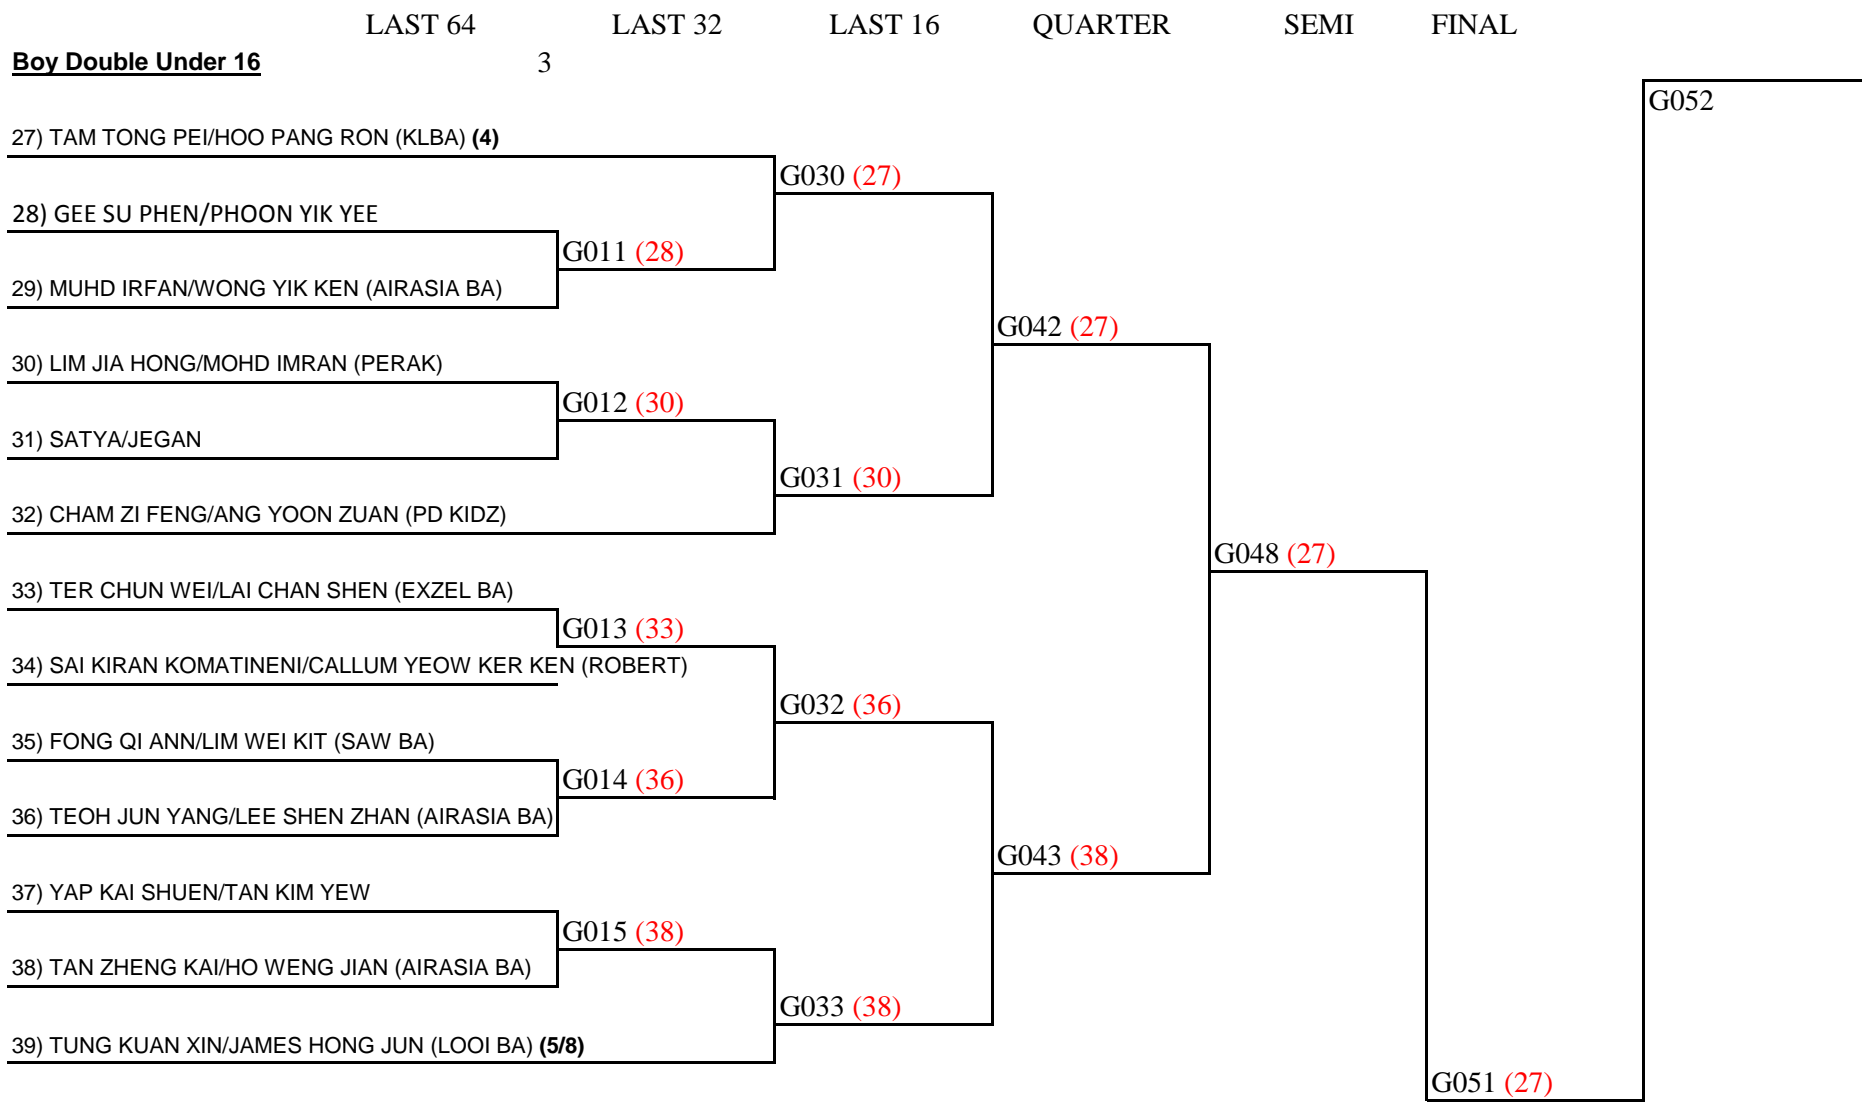 LAST 64 LAST 32 LAST 16 QUARTER SEMI FINAL
Boy Double Under 16 3
G052
27) TAM TONG PEI/HOO PANG RON (KLBA) (4)
G030 (27)
28) GEE SU PHEN/PHOON YIK YEE
G011 (28)
29) MUHD IRFAN/WONG YIK KEN (AIRASIA BA)
G042 (27)
30) LIM JIA HONG/MOHD IMRAN (PERAK)
G012 (30)
31) SATYA/JEGAN
G031 (30)
32) CHAM ZI FENG/ANG YOON ZUAN (PD KIDZ)
G048 (27)
33) TER CHUN WEI/LAI CHAN SHEN (EXZEL BA)
G013 (33)
34) SAI KIRAN KOMATINENI/CALLUM YEOW KER KEN (ROBERT)
G032 (36)
35) FONG QI ANN/LIM WEI KIT (SAW BA)
G014 (36)
36) TEOH JUN YANG/LEE SHEN ZHAN (AIRASIA BA)
G043 (38)
37) YAP KAI SHUEN/TAN KIM YEW
G015 (38)
38) TAN ZHENG KAI/HO WENG JIAN (AIRASIA BA)
G033 (38)
39) TUNG KUAN XIN/JAMES HONG JUN (LOOI BA) (5/8)
G051 (27)